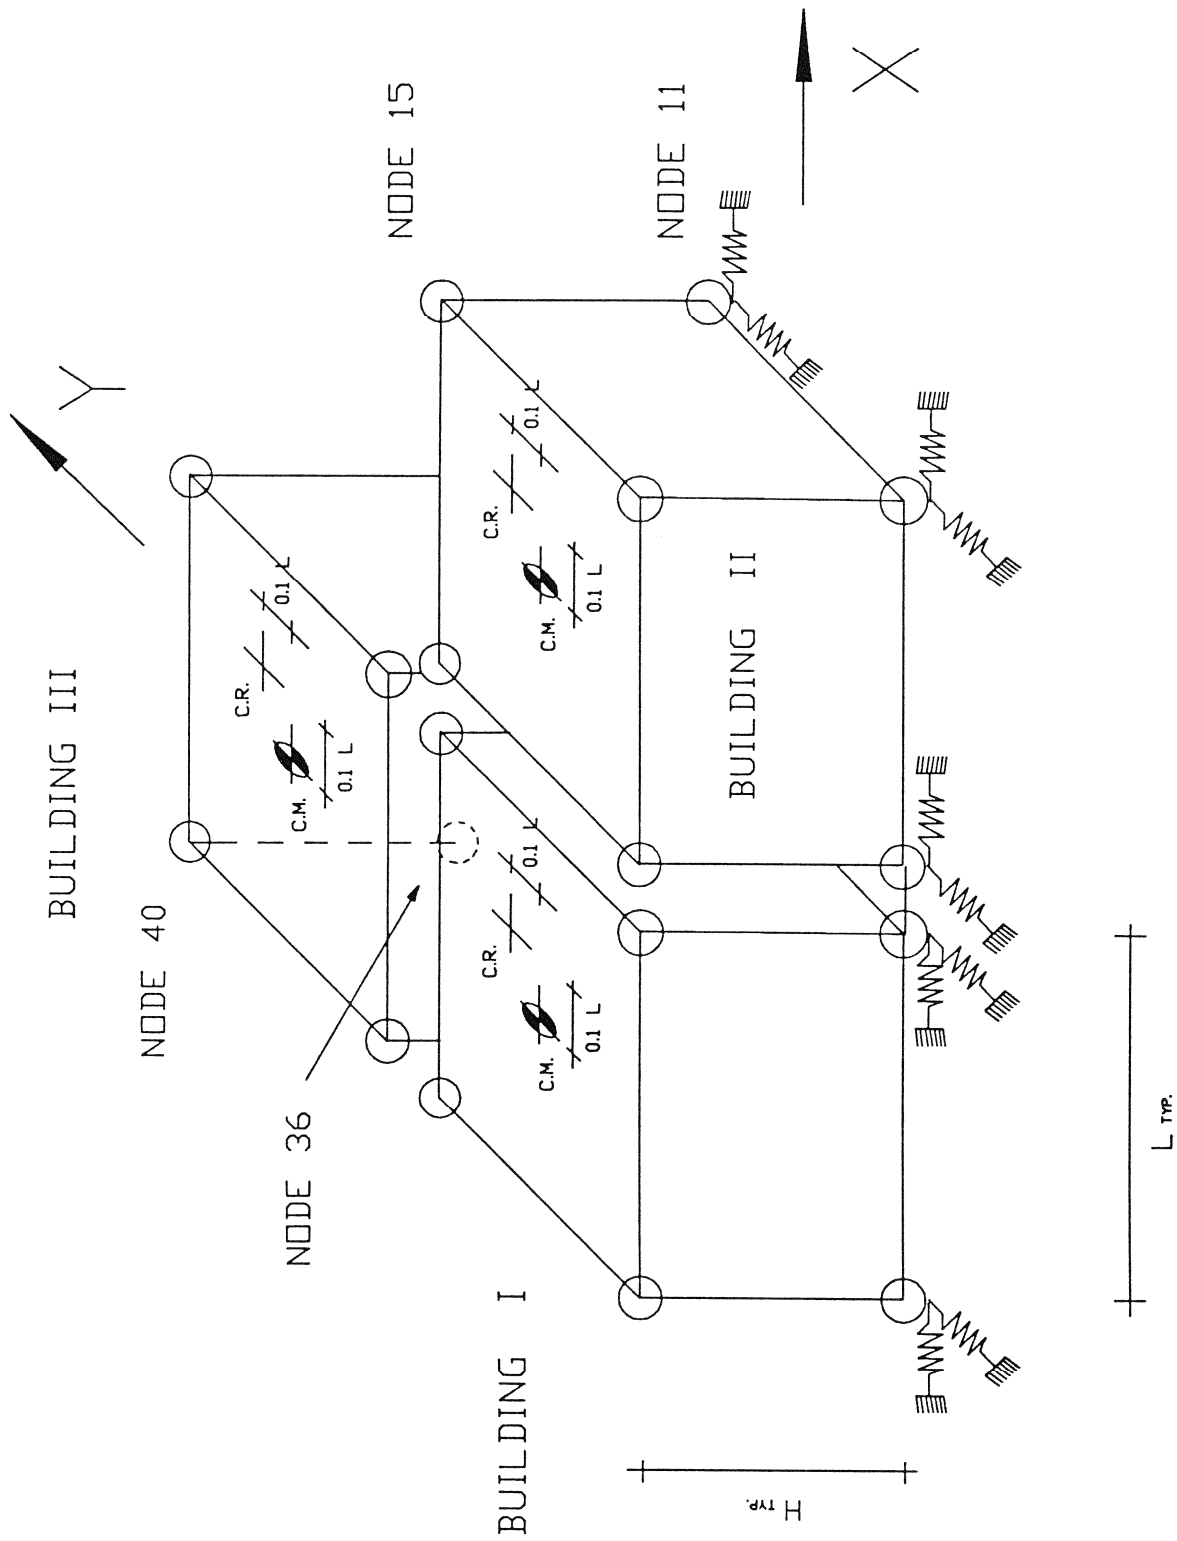 BUILDING III
Y
NODE 40
NODE 15
C.R.
0.1 L
C.M.
0.1 L
NODE 36
NODE 11
X
BUILDING I
C.R.
0.1 L
C.M.
0.1 L
C.R.
0.1 L
C.M.
0.1 L
BUILDING II
H TYP.
L TYP.